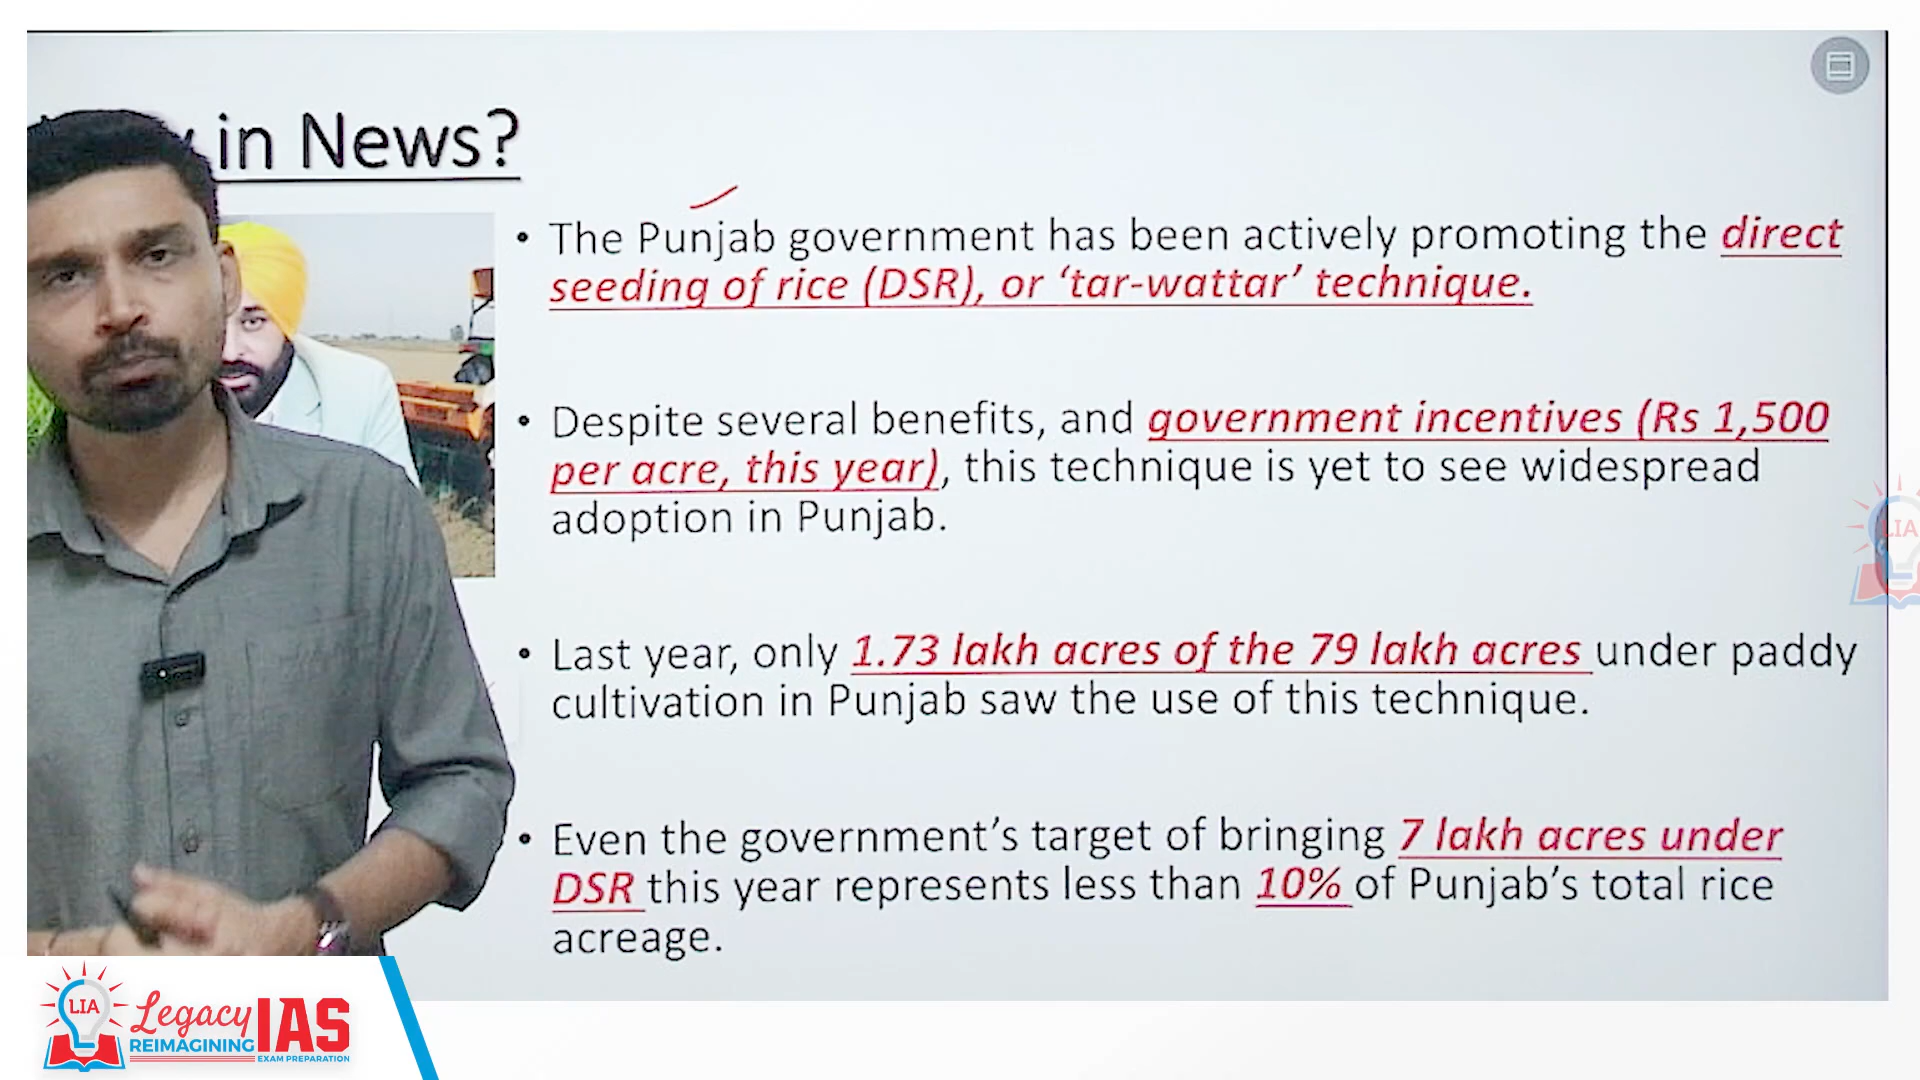 in News?
• The Punjab government has been actively promoting the direct
seeding of rice (DSR), or ‘tar-wattar’ technique.
• Despite several benefits, and government incentives (Rs 1,500
per acre, this year), this technique is yet to see widespread
adoption in Punjab.
• Last year, only 1.73 lakh acres of the 79 lakh acres under paddy
cultivation in Punjab saw the use of this technique.
• Even the government’s target of bringing 7 lakh acres under
DSR this year represents less than 10% of Punjab’s total rice
acreage.
LIA
LIA
Legacy IAS
REIMAGINING
EXAM PREPARATION